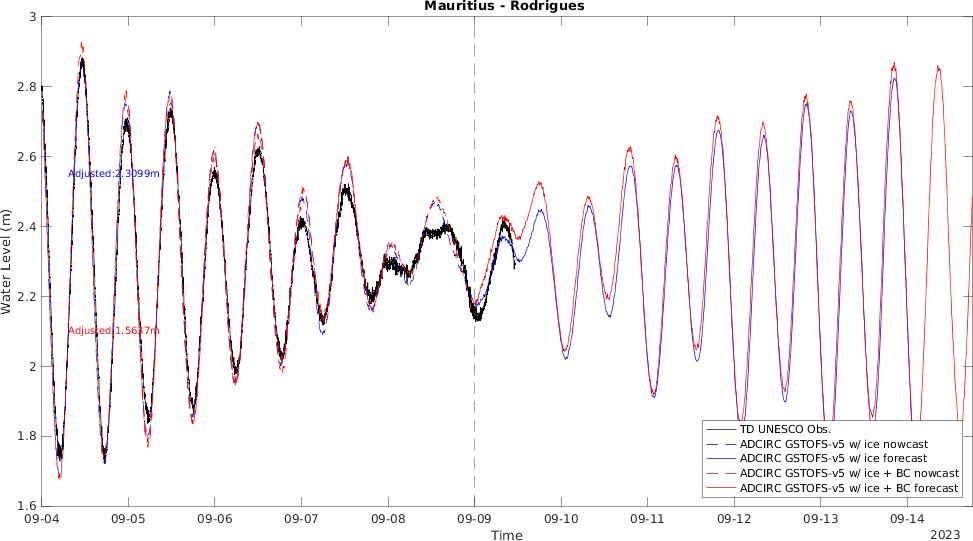 Mauritius - Rodrigues
3
2.8
2.6
2.4
2.2
2
1.8
1.6
Water Level (m)
Adjusted:2.3099m
Adjusted:1.5637m
TD UNESCO Obs.
ADCIRC GSTOFS-v5 w/ ice nowcast
ADCIRC GSTOFS-v5 w/ ice forecast
ADCIRC GSTOFS-v5 w/ ice + BC nowcast
ADCIRC GSTOFS-v5 w/ ice + BC forecast
09-04 09-05 09-06 09-07 09-08 09-09 09-10 09-11 09-12 09-13 09-14
Time
2023